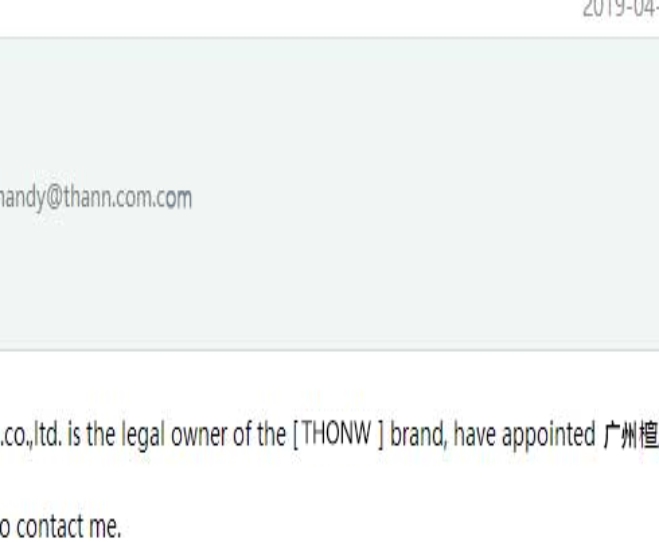 2019-04-
handy@thann.com.com
.co.,ltd. is the legal owner of the [THONW ] brand, have appointed 广州檀
o contact me.